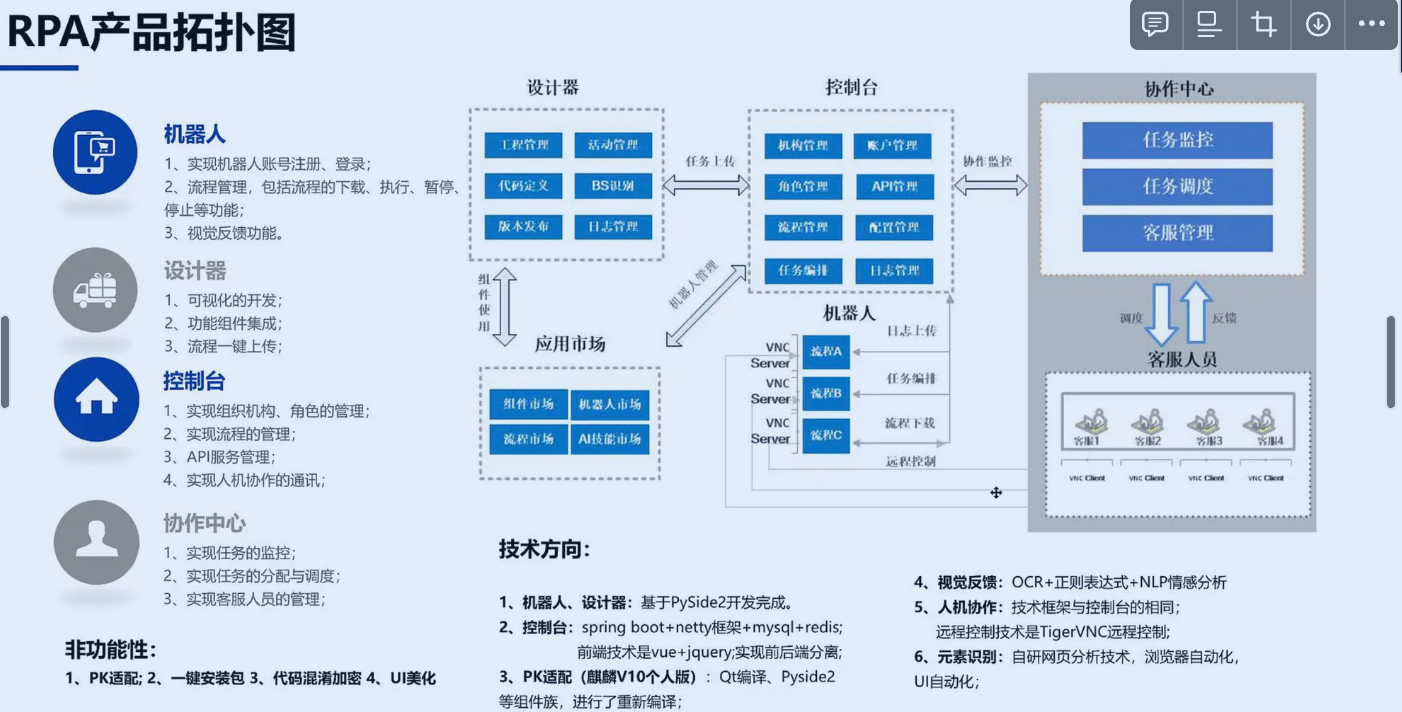 RPA产品拓扑图
机器人
1、实现机器人账号注册、登录;
2、流程管理，包括流程的下载、执行、暂停、
停止等功能;
3、视觉反馈功能。
设计器
1、可视化的开发;
2、功能组件集成;
3、流程一键上传;
控制台
1、实现组织机构、角色的管理;
2、实现流程的管理;
3、API服务管理;
4、实现人机协作的通讯;
协作中心
1、实现任务的监控;
2、实现任务的分配与调度;
3、实现客服人员的管理;
非功能性：
1、PK适配; 2、一键安装包 3、代码混淆加密 4、UI美化
设计器
工程管理 活动管理
代码定义 BS识别
版本发布 日志管理
任务上传
控制台
机构管理 账户管理
角色管理 API管理
流程管理 配置管理
任务编排 日志管理
协作监控
协作中心
任务监控
任务调度
客服管理
调度 反馈
客服人员
客服1 客服2 客服3 客服4
VNC Client VNC Client VNC Client VNC Client
组件使用
机器人管理
应用市场
组件市场 机器人市场
流程市场 AI技能市场
机器人
VNC
Server
流程A
VNC
Server
流程B
VNC
Server
流程C
日志上传
任务编排
流程下载
远程控制
技术方向：
1、机器人、设计器：基于PySide2开发完成。
2、控制台：spring boot+netty框架+mysql+redis;
前端技术是vue+jquery;实现前后端分离;
3、PK适配（麒麟V10个人版）：Qt编译、Pyside2
等组件族，进行了重新编译;
4、视觉反馈：OCR+正则表达式+NLP情感分析
5、人机协作：技术框架与控制台的相同;
远程控制技术是TigerVNC远程控制;
6、元素识别：自研网页分析技术，浏览器自动化，
UI自动化;